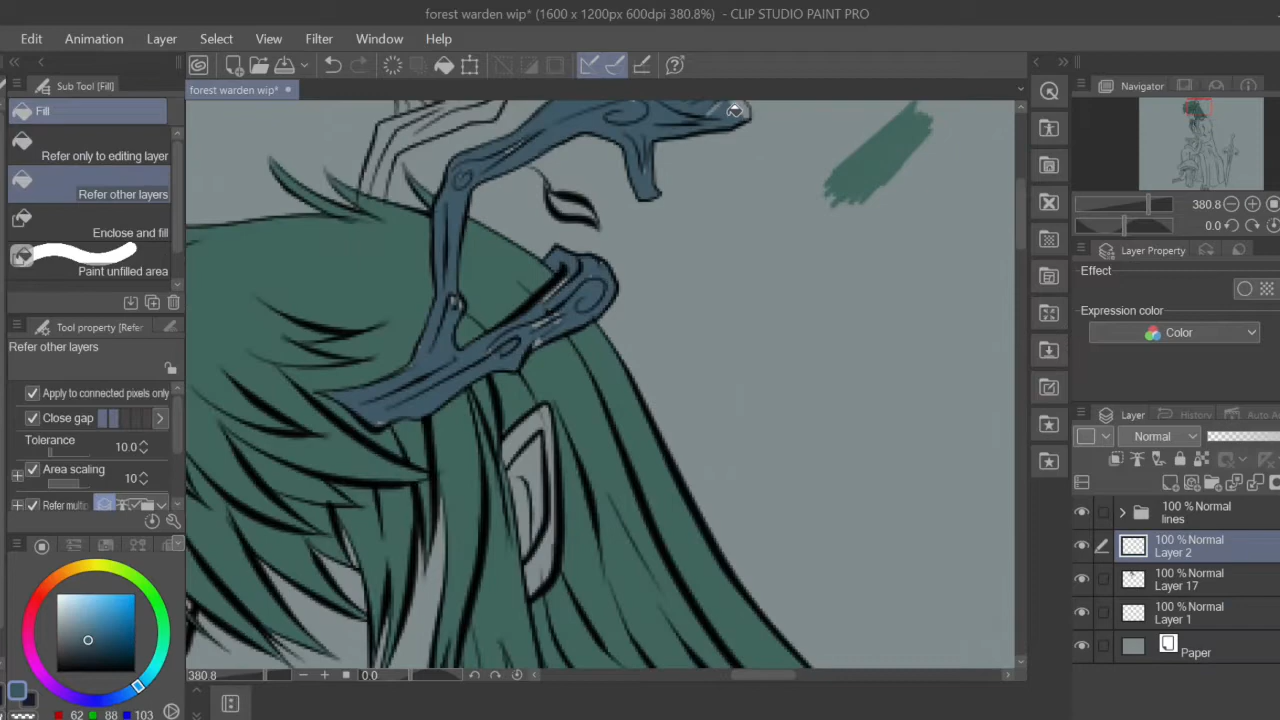 forest warden wip* (1600 x 1200px 600dpi 380.8%) - CLIP STUDIO PAINT PRO
Edit Animation Layer Select View Filter Window Help
Sub Tool [Fill]
forest warden wip*
Fill
Refer only to editing layer
Refer other layers
Enclose and fill
Paint unfilled area
Tool property [Refer
Refer other layers
Apply to connected pixels only
Close gap
Tolerance 10.0
Area scaling
10
Refer multip
62 88 103
380.8 0.0
Navigator
380.8
0.0
Layer Property
Effect
Expression color
Color
Layer History Auto Ac
Normal
100 % Normal
lines
100 % Normal
Layer 2
100 % Normal
Layer 17
100 % Normal
Layer 1
Paper